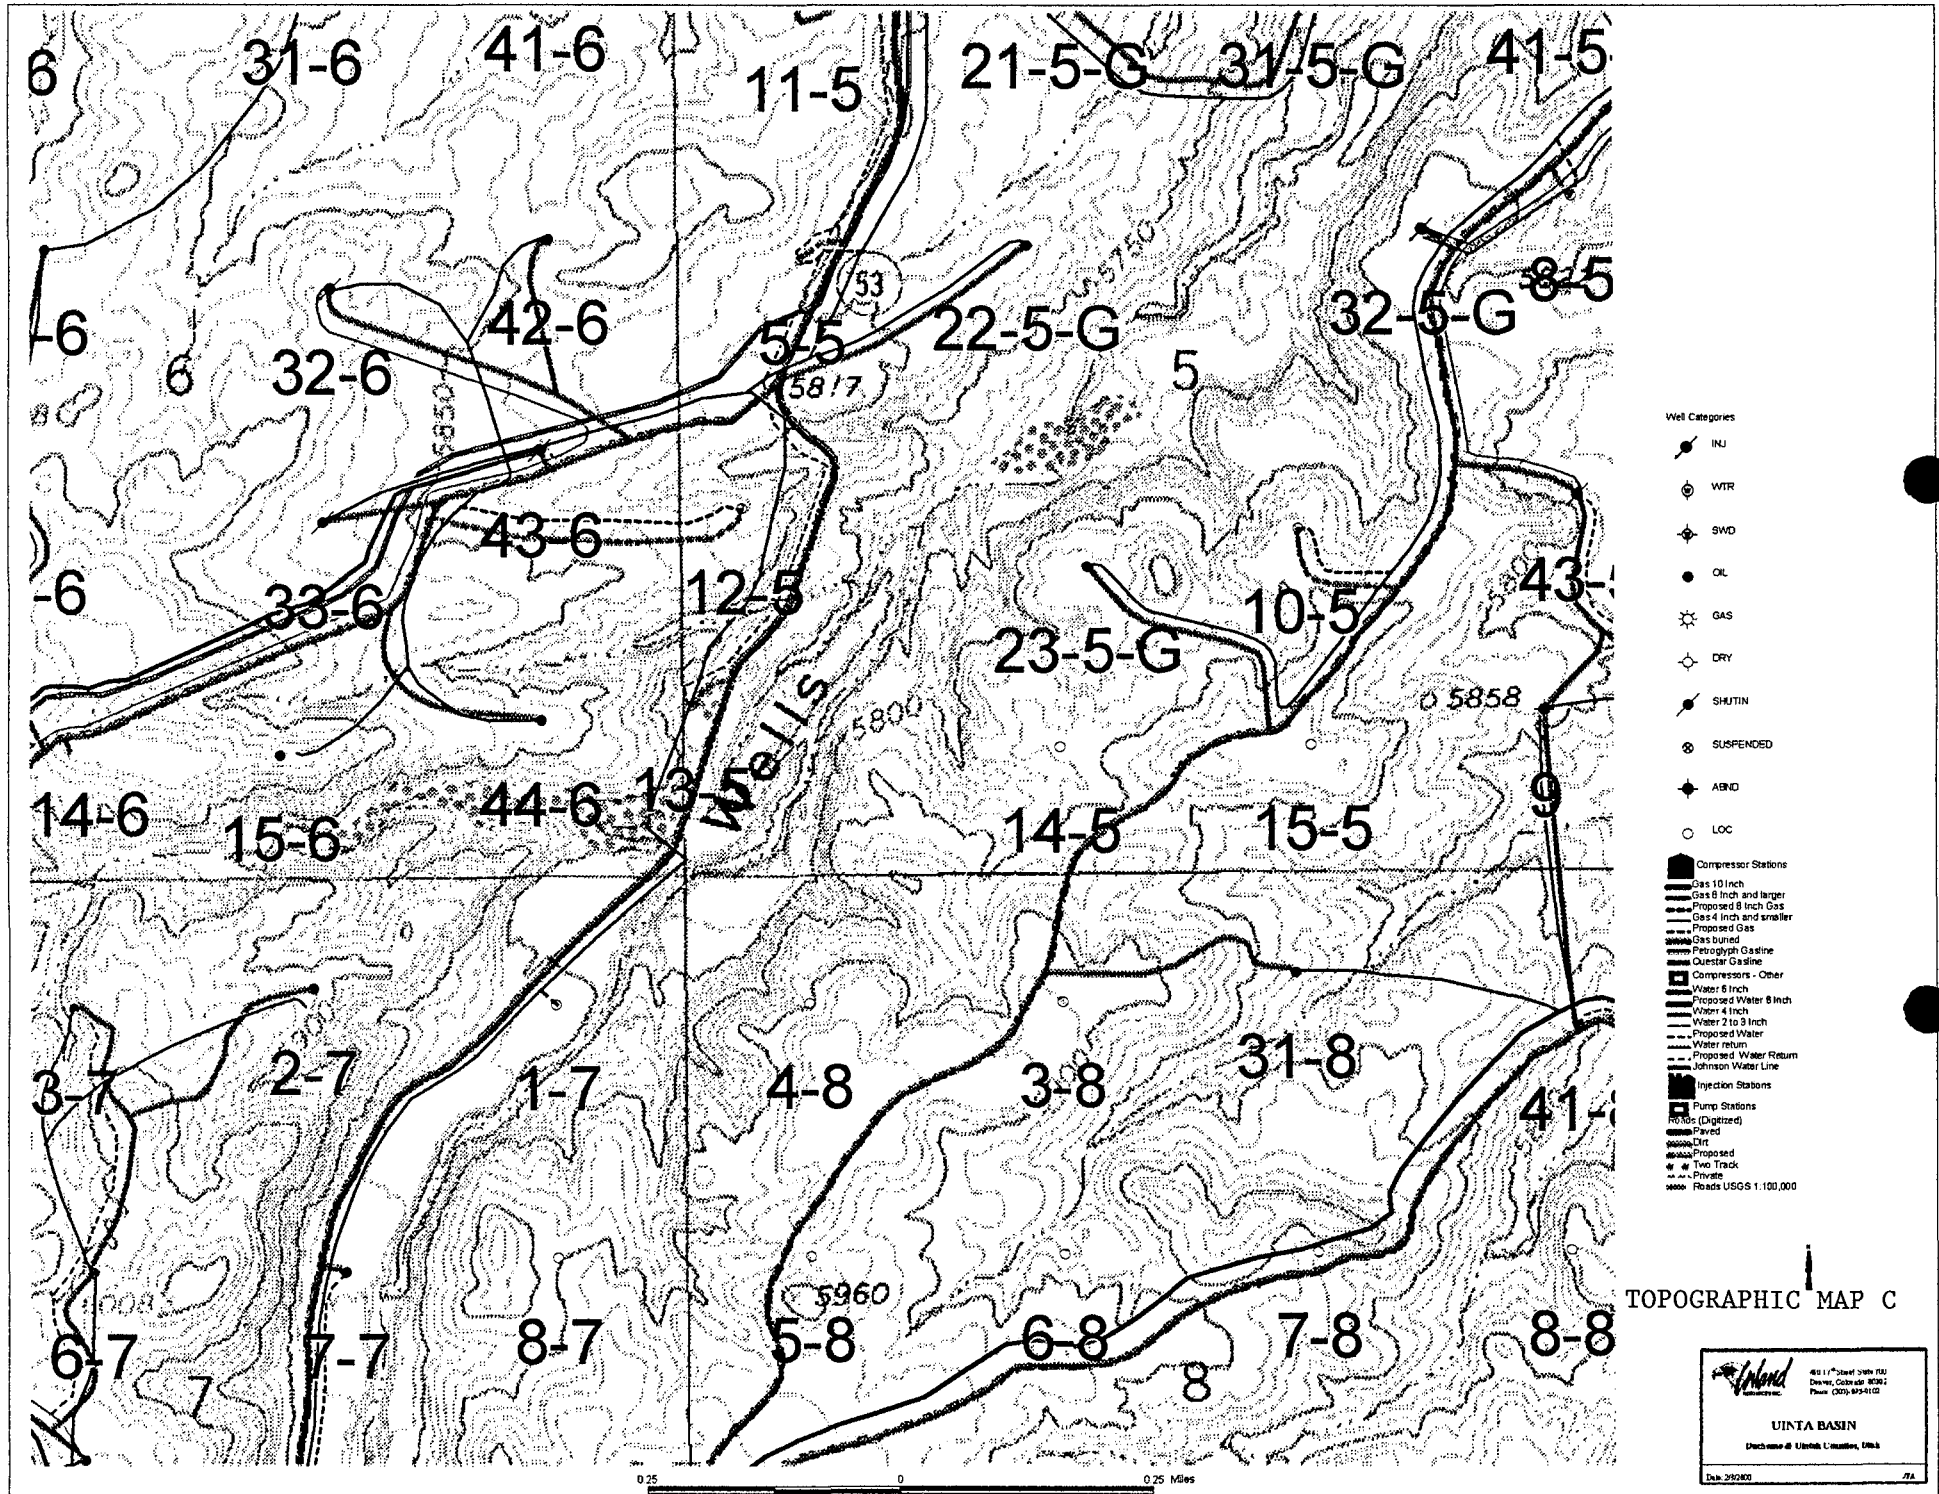 6
31-6
41-6
11-5
21-5-G
31-5-G
41-5
5750
53
-6
6
32-6
42-6
5-5
22-5-G
5
32-5-G
8-5
5850
5817
43-6
-6
33-6
12-5
23-5-G
10-5
43-5
Wells
5800
5858
14-6
15-6
44-6
13-5
14-5
15-5
9
3-7
2-7
1-7
4-8
3-8
31-8
41-8
5960
6-7
7-7
8-7
5-8
6-8
7-8
8-8
7
8
0.25
0
0.25 Miles
Well Categories
INJ
WTR
SWD
OIL
GAS
DRY
SHUTIN
SUSPENDED
ABND
LOC
Compressor Stations
Gas 10 Inch
Gas 6 Inch and larger
Proposed 8 Inch Gas
Gas 4 Inch and smaller
Proposed Gas
Gas buried
Petroglyph Gasline
Questar Gasline
Compressors - Other
Water 6 Inch
Proposed Water 6 Inch
Water 4 Inch
Water 2 to 3 Inch
Proposed Water
Water return
Proposed Water Return
Johnson Water Line
Injection Stations
Pump Stations
Roads (Digitized)
Paved
Dirt
Proposed
Two Track
Private
Roads USGS 1:100,000
TOPOGRAPHIC MAP C
Inland
Denver, Colorado 80202
UINTA BASIN
Duchesne & Uintah Counties, Utah